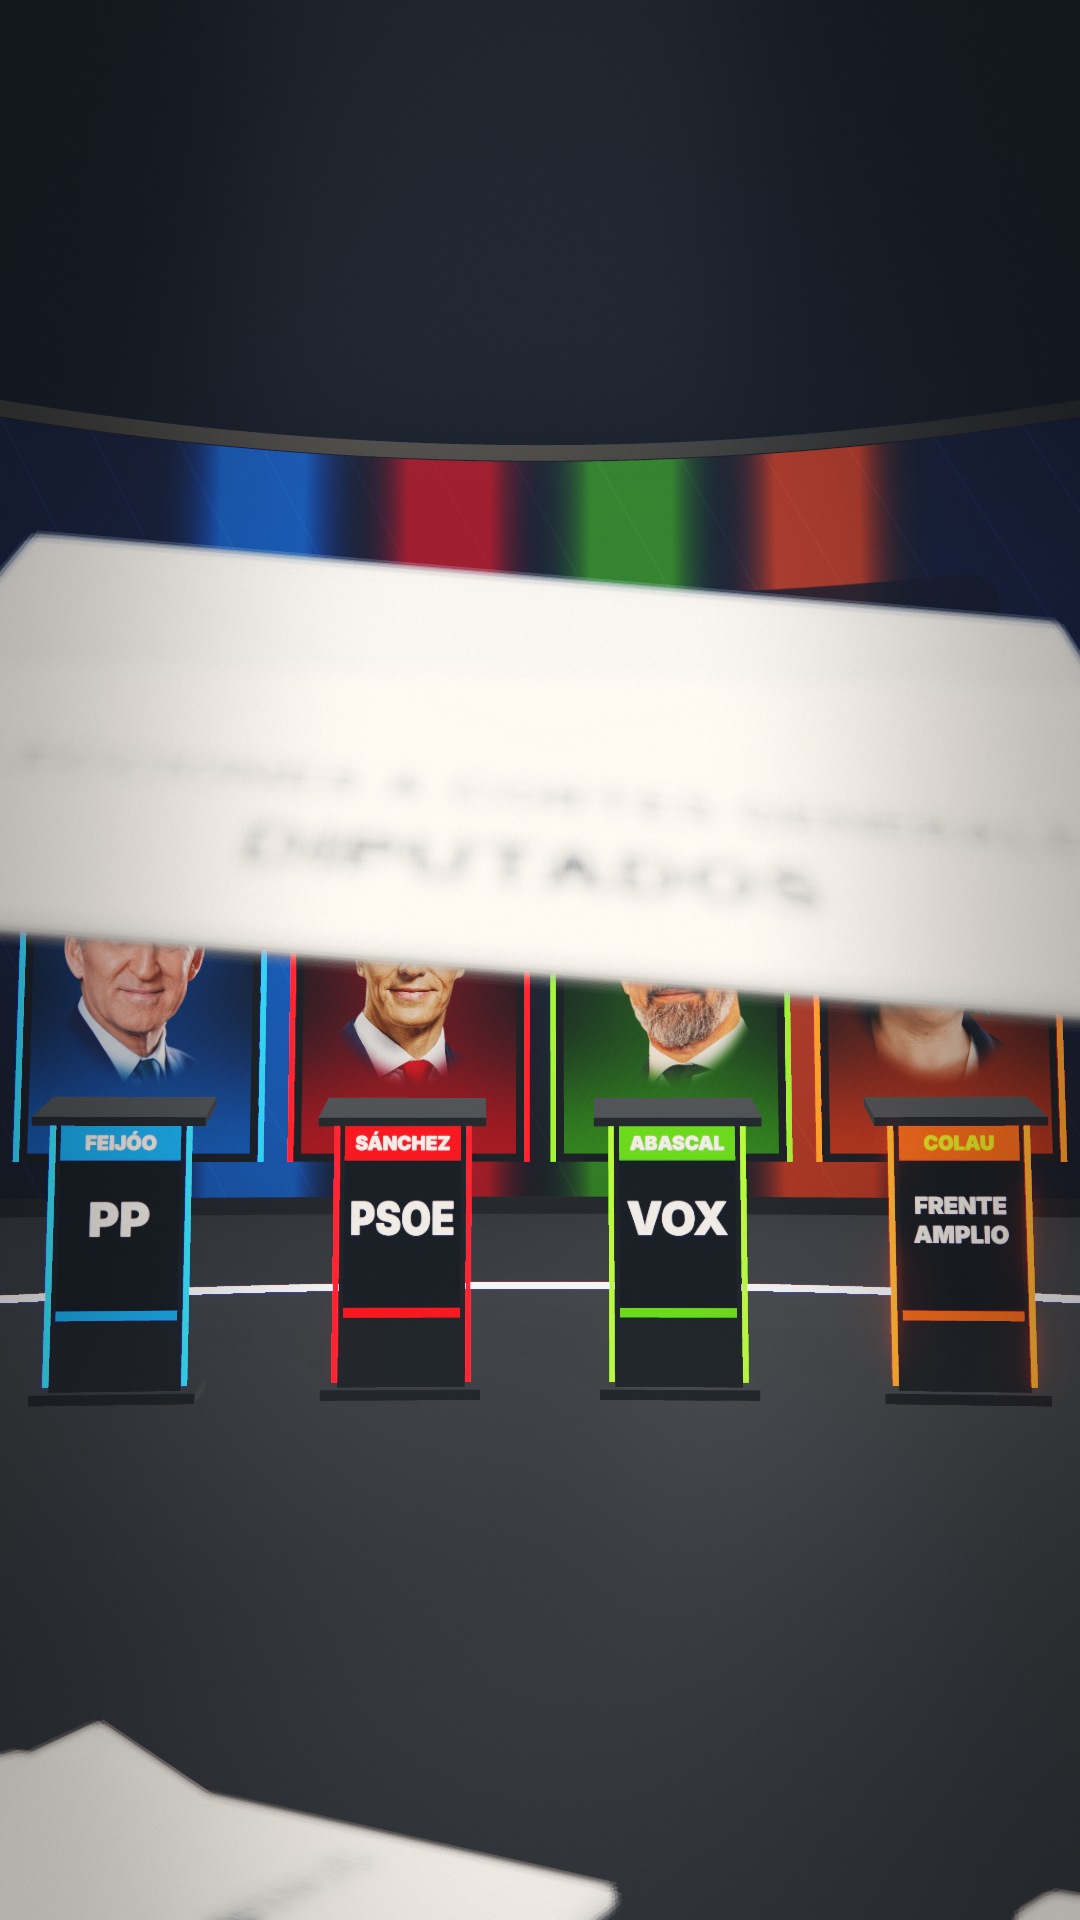 DIPUTADOS
FEIJÓO
PP
SÁNCHEZ
PSOE
ABASCAL
VOX
COLAU
FRENTE
AMPLIO